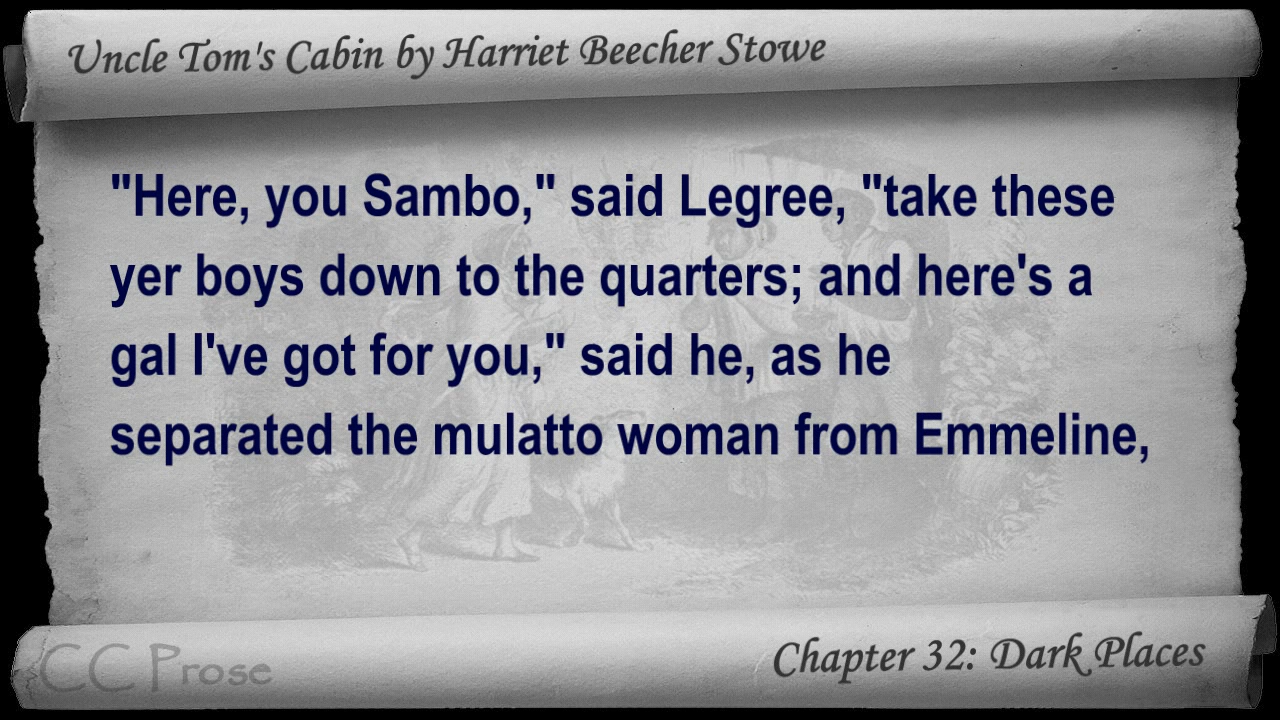 Uncle Tom's Cabin by Harriet Beecher Stowe
"Here, you Sambo," said Legree, "take these
yer boys down to the quarters; and here's a
gal I've got for you," said he, as he
separated the mulatto woman from Emmeline,
CC Prose
Chapter 32: Dark Places